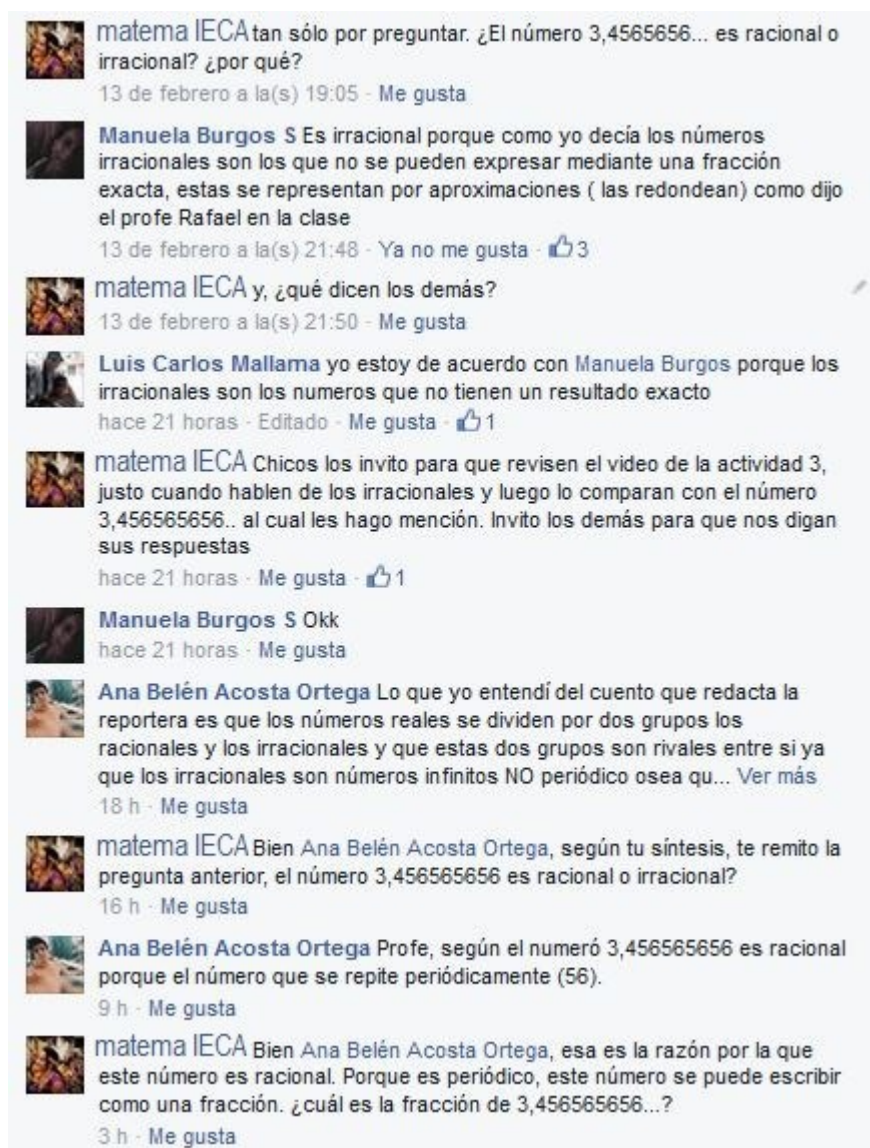 matema IECA tan sólo por preguntar. ¿El número 3,4565656... es racional o
irracional? ¿por qué?
13 de febrero a la(s) 19:05 · Me gusta
Manuela Burgos S Es irracional porque como yo decía los números
irracionales son los que no se pueden expresar mediante una fracción
exacta, estas se representan por aproximaciones ( las redondean) como dijo
el profe Rafael en la clase
13 de febrero a la(s) 21:48 · Ya no me gusta · 3
matema IECA y, ¿qué dicen los demás?
13 de febrero a la(s) 21:50 · Me gusta
Luis Carlos Mallama yo estoy de acuerdo con Manuela Burgos porque los
irracionales son los numeros que no tienen un resultado exacto
hace 21 horas · Editado · Me gusta · 1
matema IECA Chicos los invito para que revisen el video de la actividad 3,
justo cuando hablen de los irracionales y luego lo comparan con el número
3,456565656.. al cual les hago mención. Invito los demás para que nos digan
sus respuestas
hace 21 horas · Me gusta · 1
Manuela Burgos S Okk
hace 21 horas · Me gusta
Ana Belén Acosta Ortega Lo que yo entendí del cuento que redacta la
reportera es que los números reales se dividen por dos grupos los
racionales y los irracionales y que estas dos grupos son rivales entre si ya
que los irracionales son números infinitos NO periódico osea qu... Ver más
18 h · Me gusta
matema IECA Bien Ana Belén Acosta Ortega, según tu síntesis, te remito la
pregunta anterior, el número 3,456565656 es racional o irracional?
16 h · Me gusta
Ana Belén Acosta Ortega Profe, según el numeró 3,456565656 es racional
porque el número que se repite periódicamente (56).
9 h · Me gusta
matema IECA Bien Ana Belén Acosta Ortega, esa es la razón por la que
este número es racional. Porque es periódico, este número se puede escribir
como una fracción. ¿cuál es la fracción de 3,456565656...?
3 h · Me gusta